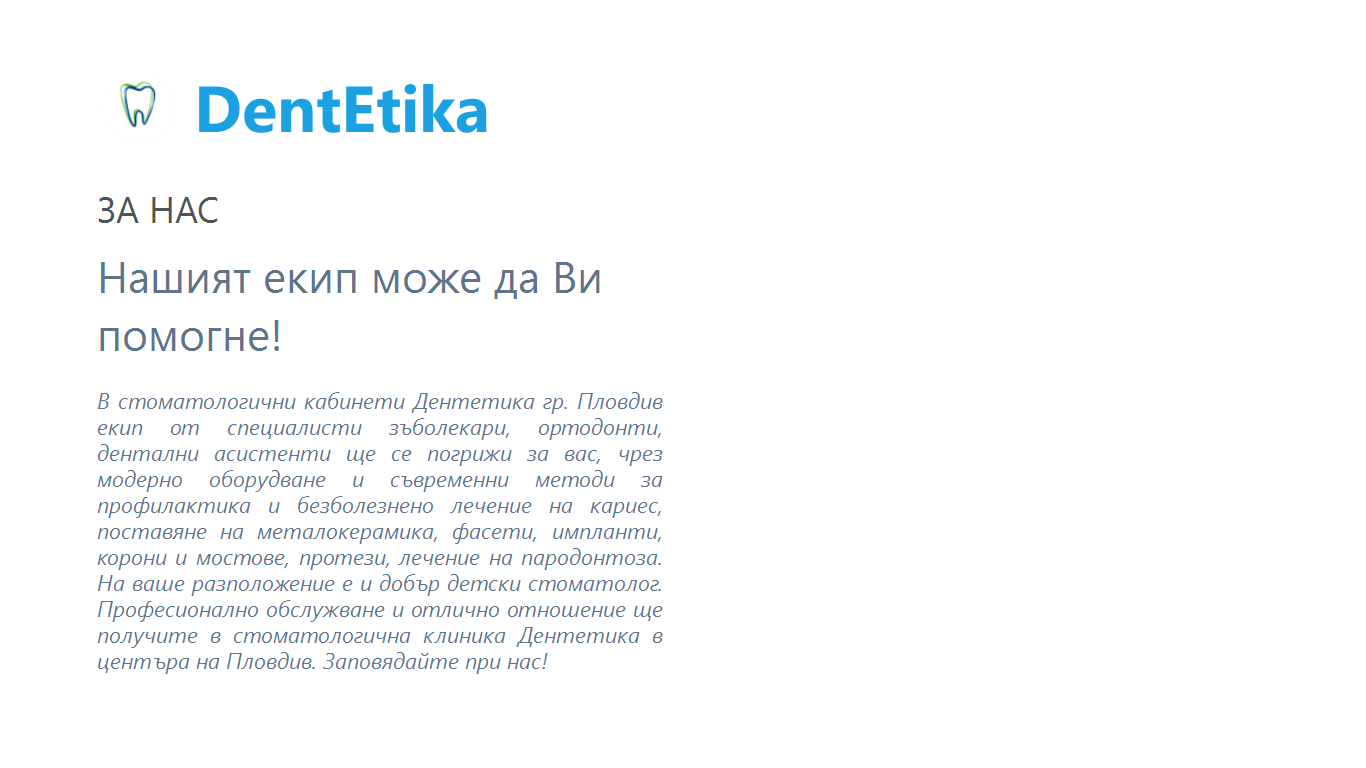 DentEtika
ЗА НАС
Нашият екип може да Ви
помогне!
В стоматологични кабинети Дентетика гр. Пловдив
екип от специалисти зъболекари, ортодонти,
дентални асистенти ще се погрижи за вас, чрез
модерно оборудване и съвременни методи за
профилактика и безболезнено лечение на кариес,
поставяне на металокерамика, фасети, импланти,
корони и мостове, протези, лечение на пародонтоза.
На ваше разположение е и добър детски стоматолог.
Професионално обслужване и отлично отношение ще
получите в стоматологична клиника Дентетика в
центъра на Пловдив. Заповядайте при нас!